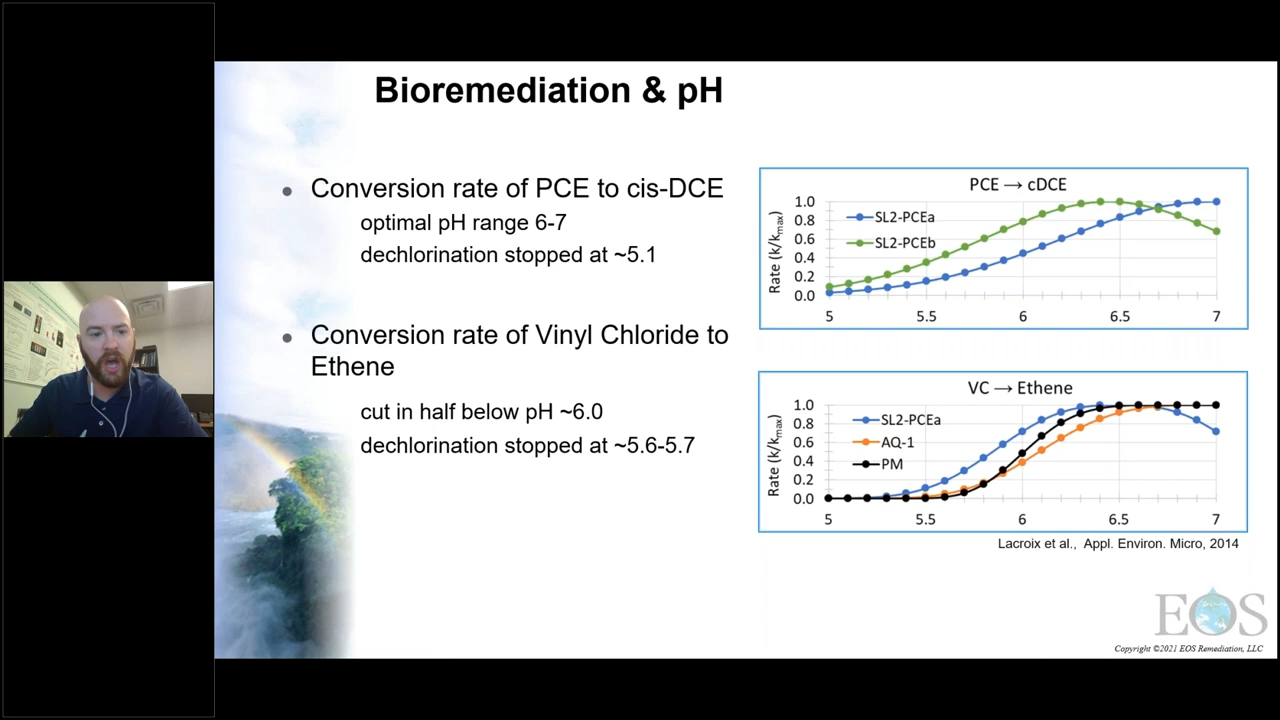 Bioremediation & pH
Conversion rate of PCE to cis-DCE
optimal pH range 6-7
dechlorination stopped at ~5.1
Conversion rate of Vinyl Chloride to
Ethene
cut in half below pH ~6.0
dechlorination stopped at ~5.6-5.7
PCE → cDCE
Rate (k/kmax)
1.0
0.8
0.6
0.4
0.2
0.0
SL2-PCEa
SL2-PCEb
5 5.5 6 6.5 7
VC → Ethene
Rate (k/kmax)
1.0
0.8
0.6
0.4
0.2
0.0
SL2-PCEa
AQ-1
PM
5 5.5 6 6.5 7
Lacroix et al., Appl. Environ. Micro, 2014
EOS
Copyright ©2021 EOS Remediation, LLC